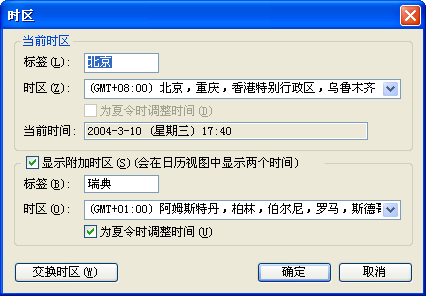 时区
当前时区
标签(L): 北京
时区(Z): (GMT+08:00) 北京，重庆，香港特别行政区，乌鲁木齐
为夏令时调整时间(D)
当前时间: 2004-3-10 (星期三) 17:40
显示附加时区(S) (会在日历视图中显示两个时间)
标签(B): 瑞典
时区(O): (GMT+01:00) 阿姆斯特丹，柏林，伯尔尼，罗马，斯德
为夏令时调整时间(U)
交换时区(W) 确定 取消